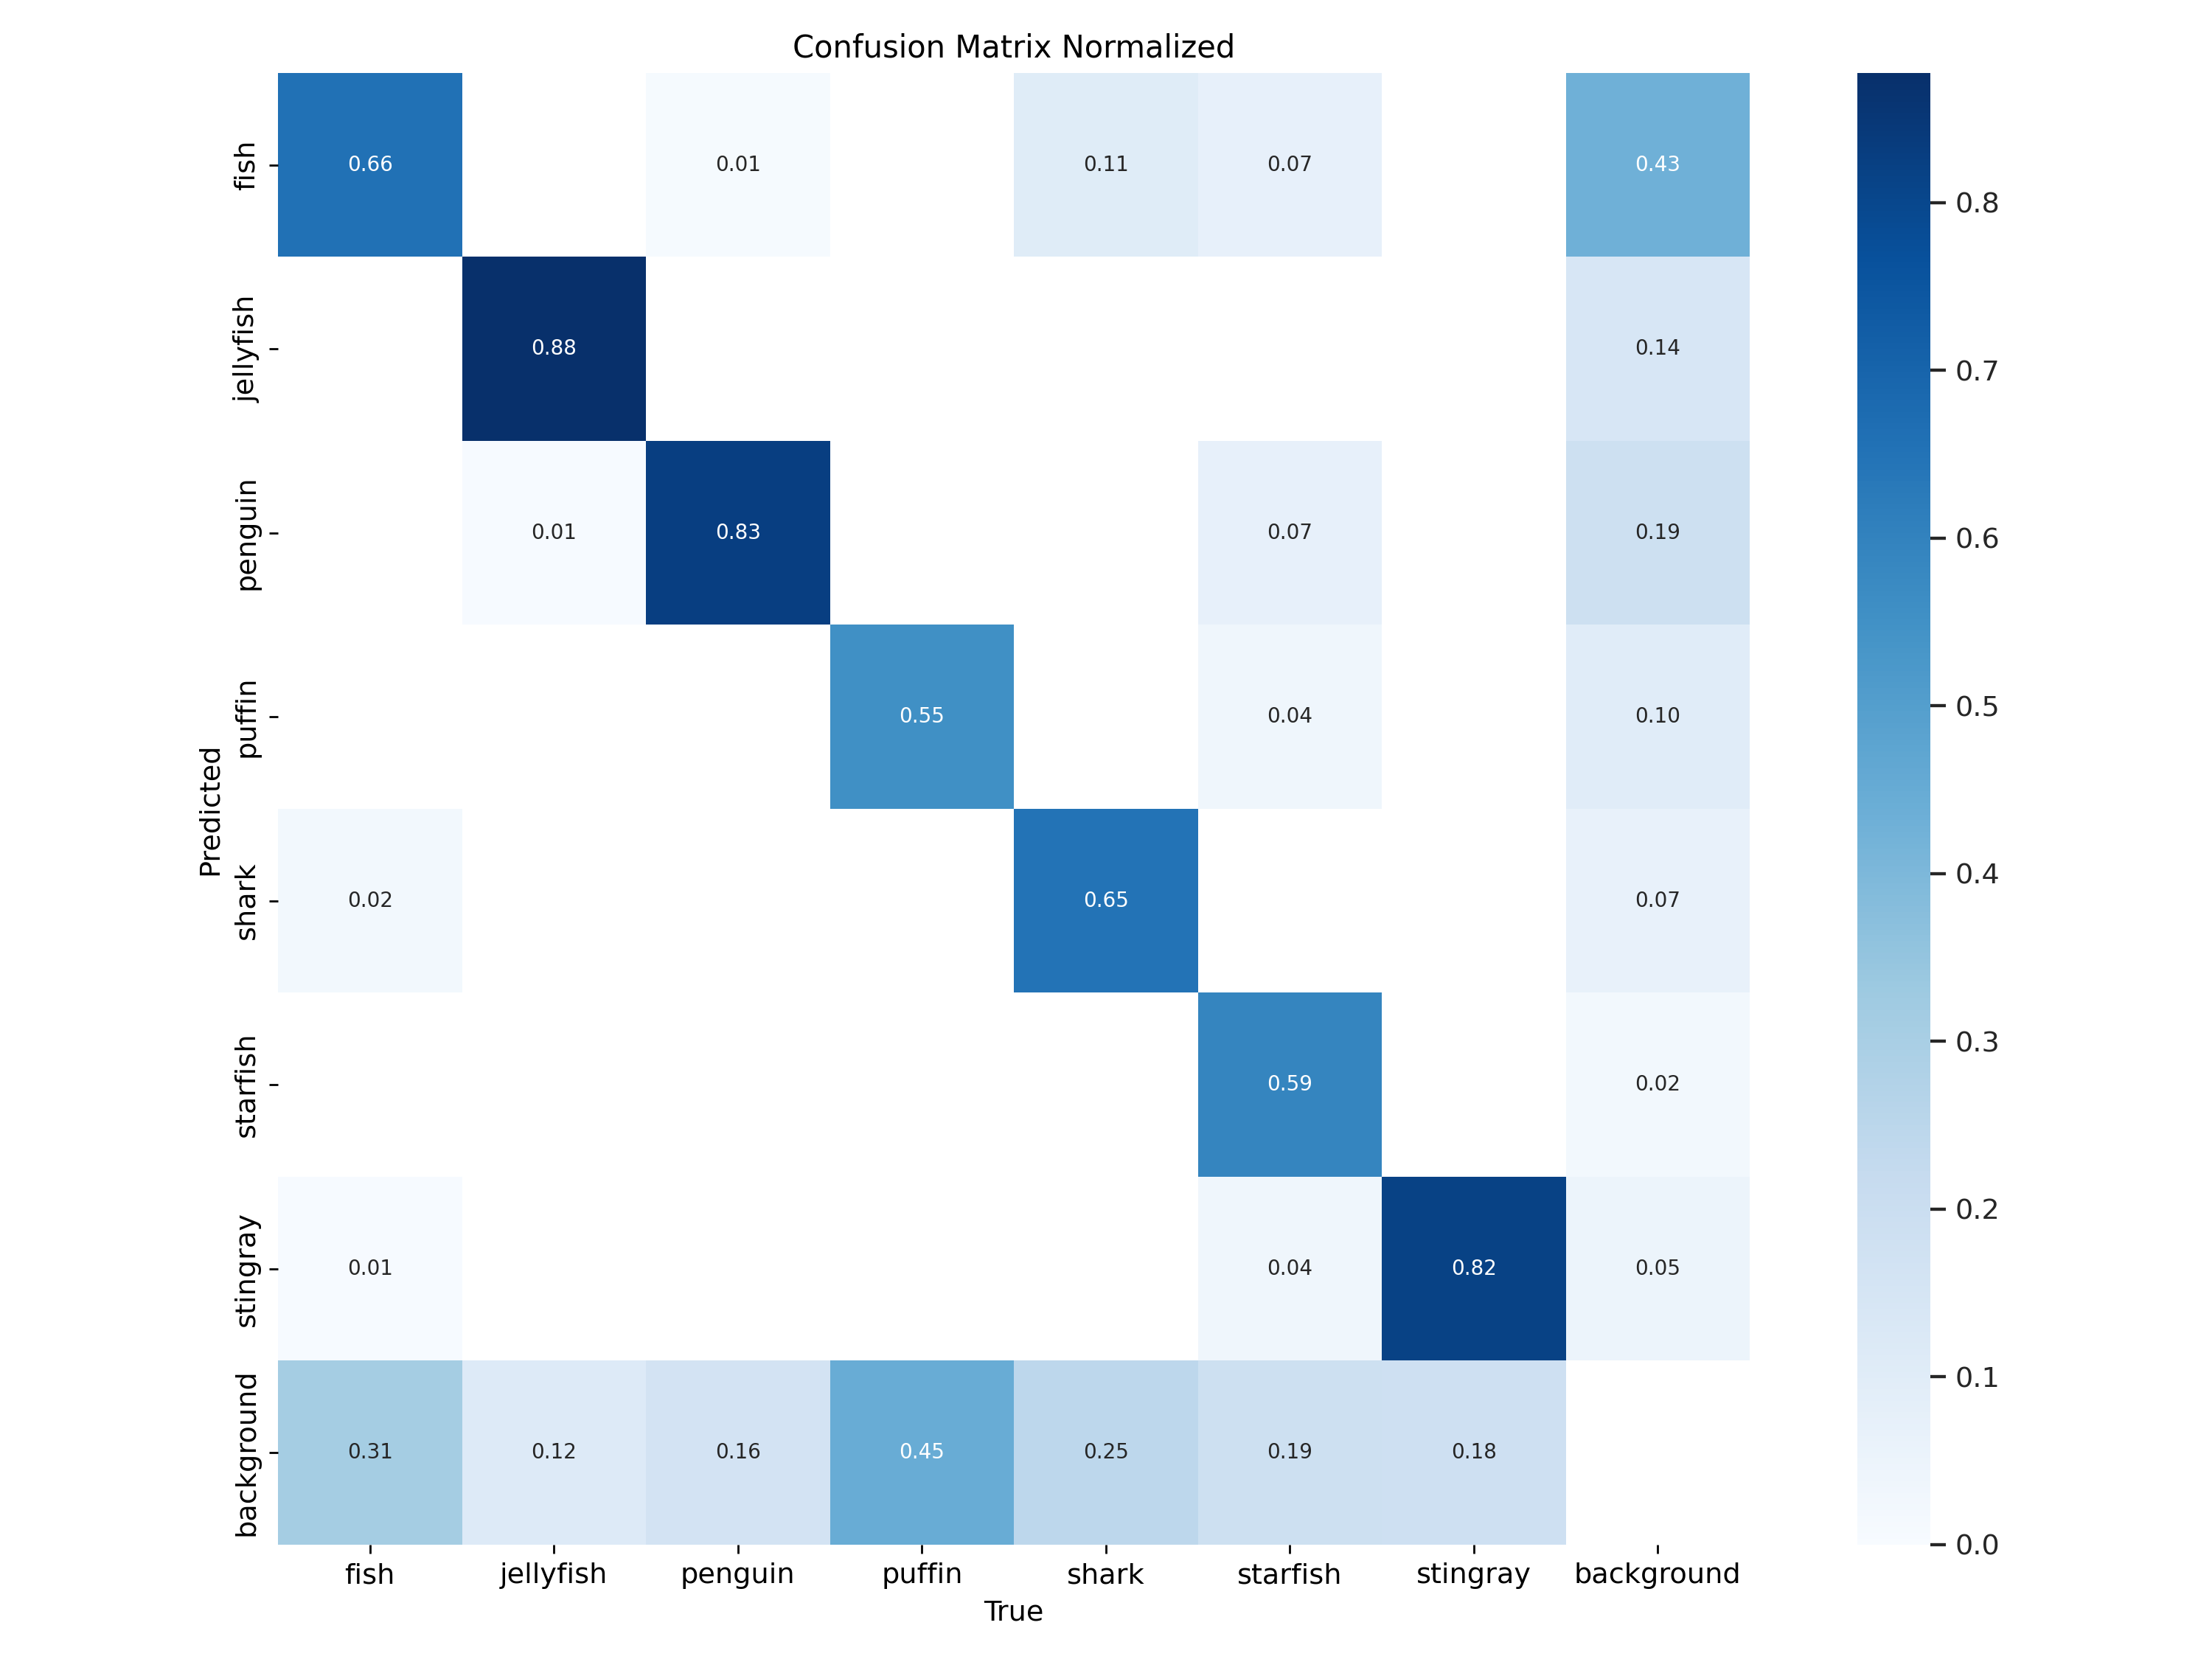 Confusion Matrix Normalized
fish 0.66 0.01 0.11 0.07 0.43
jellyfish 0.88 0.14
penguin 0.01 0.83 0.07 0.19
puffin 0.55 0.04 0.10
shark 0.02 0.65 0.07
starfish 0.59 0.02
stingray 0.01 0.04 0.82 0.05
background 0.31 0.12 0.16 0.45 0.25 0.19 0.18
Predicted
fish jellyfish penguin puffin shark starfish stingray background
True
0.8
0.7
0.6
0.5
0.4
0.3
0.2
0.1
0.0